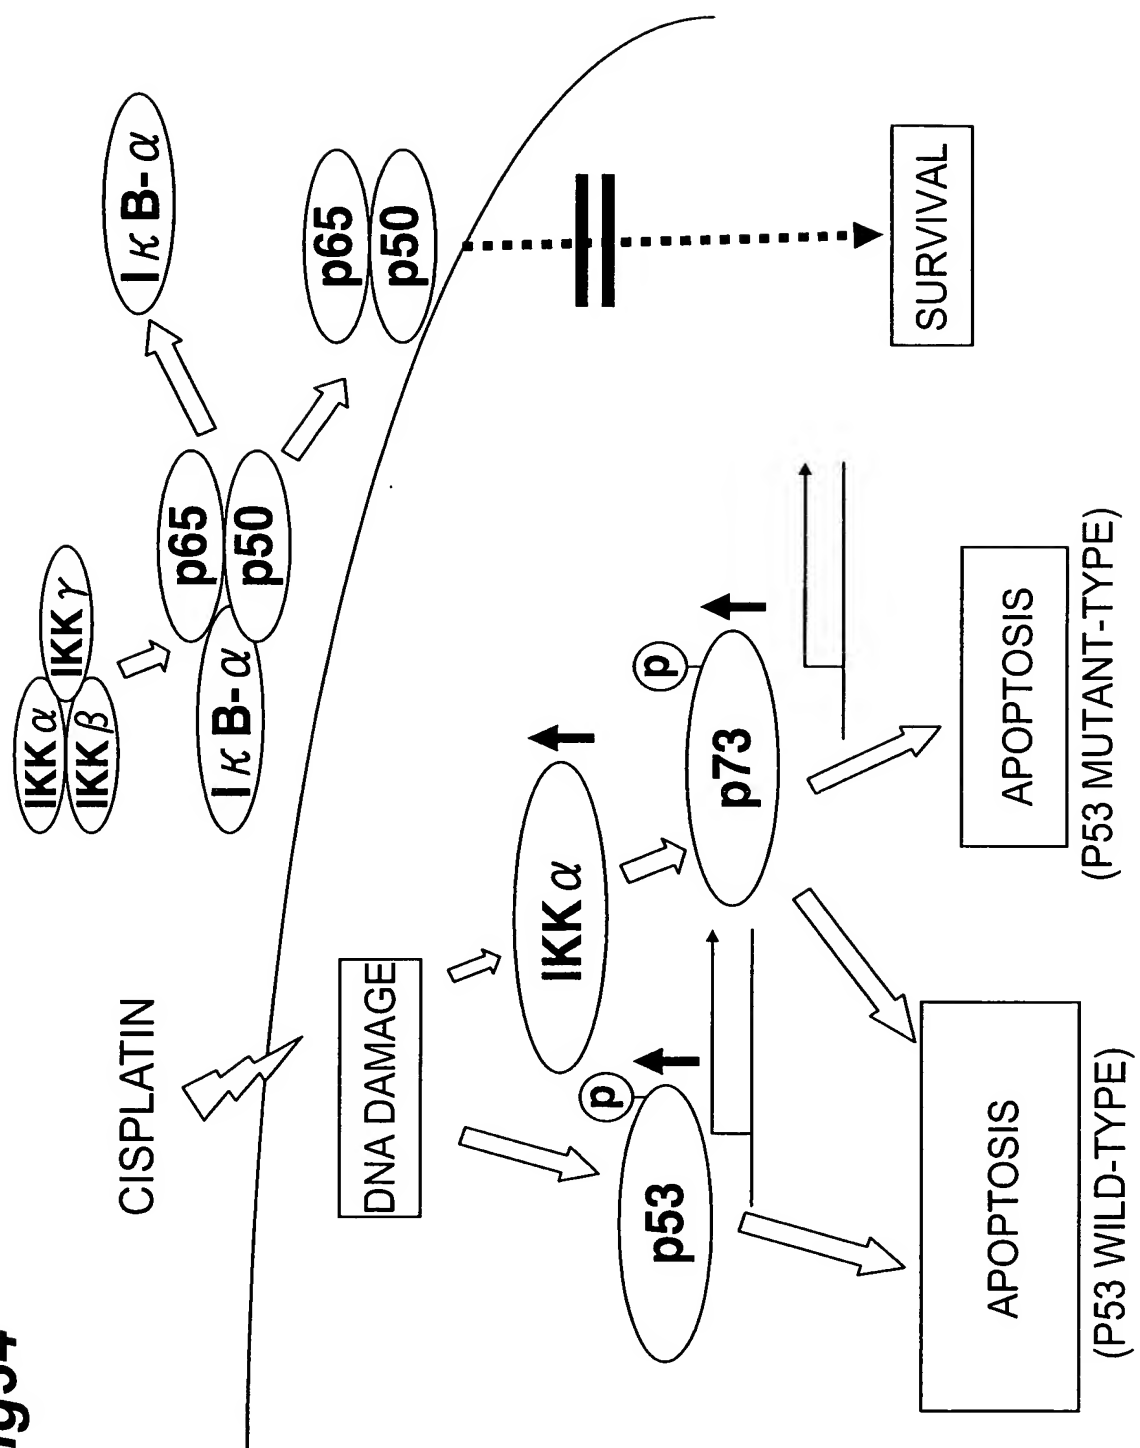 ig34
IKKα
IKKγ
IKKβ
CISPLATIN
IκB-α
p65
IκB-α
p50
p65
p50
DNA DAMAGE
IKKα
p
p53
p
p73
SURVIVAL
APOPTOSIS
(P53 WILD-TYPE)
APOPTOSIS
(P53 MUTANT-TYPE)